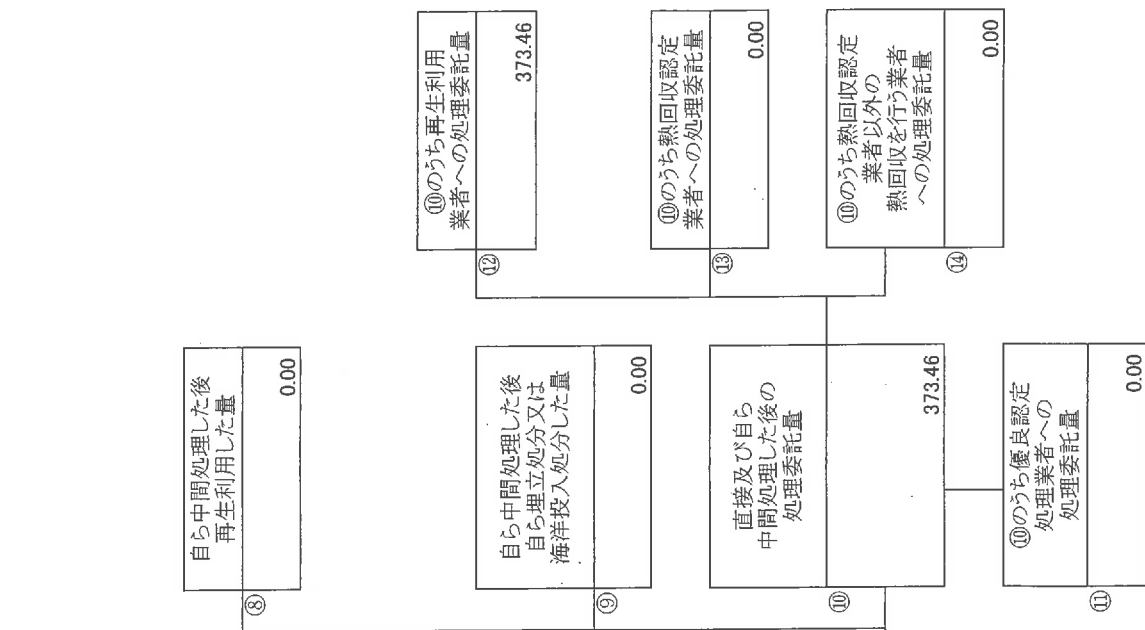 ⑧
自ら中間処理した後
再生利用した量
0.00
⑨
自ら中間処理した後
自ら埋立処分又は
海洋投入処分した量
0.00
⑩
直接及び自ら
中間処理した後の
処理委託量
373.46
⑪
⑩のうち優良認定
処理業者への
処理委託量
0.00
⑫
⑩のうち再生利用
業者への処理委託量
373.46
⑬
⑩のうち熱回収認定
業者への処理委託量
0.00
⑭
⑩のうち熱回収認定
業者以外の
熱回収を行う業者
への処理委託量
0.00